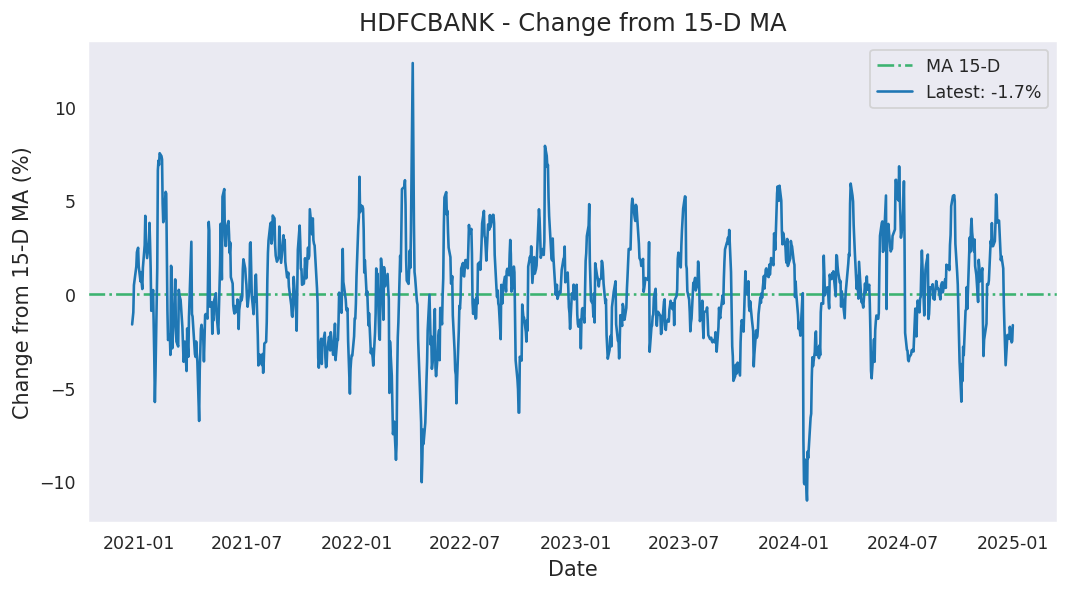 HDFCBANK - Change from 15-D MA
MA 15-D
Latest: -1.7%
Change from 15-D MA (%)
10
5
0
−5
−10
2021-01
2021-07
2022-01
2022-07
2023-01
2023-07
2024-01
2024-07
2025-01
Date